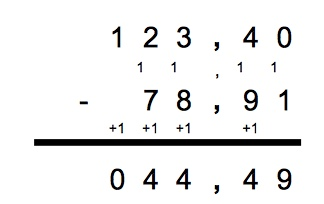 1 2 3 , 4 0
1 1 , 1 1
- 7 8 , 9 1
+1 +1 +1 +1
0 4 4 , 4 9